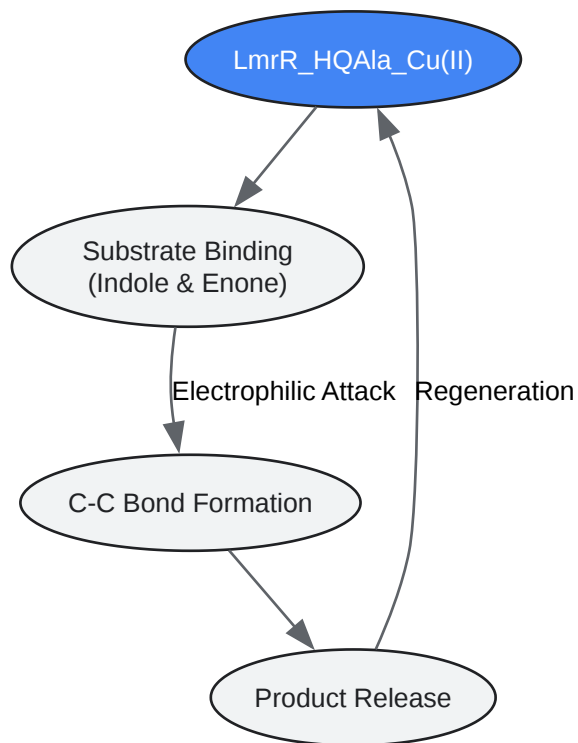 LmrR_HQAla_Cu(II)
Substrate Binding
(Indole & Enone)
Electrophilic Attack
Regeneration
C-C Bond Formation
Product Release